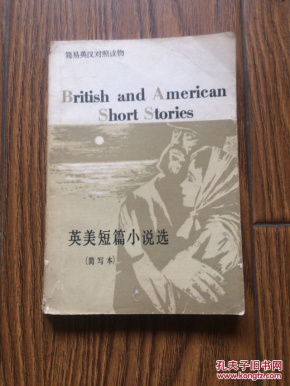 简易英汉对照读物
British and American
Short Stories
英美短篇小说选
(简写本)
孔夫子旧书网